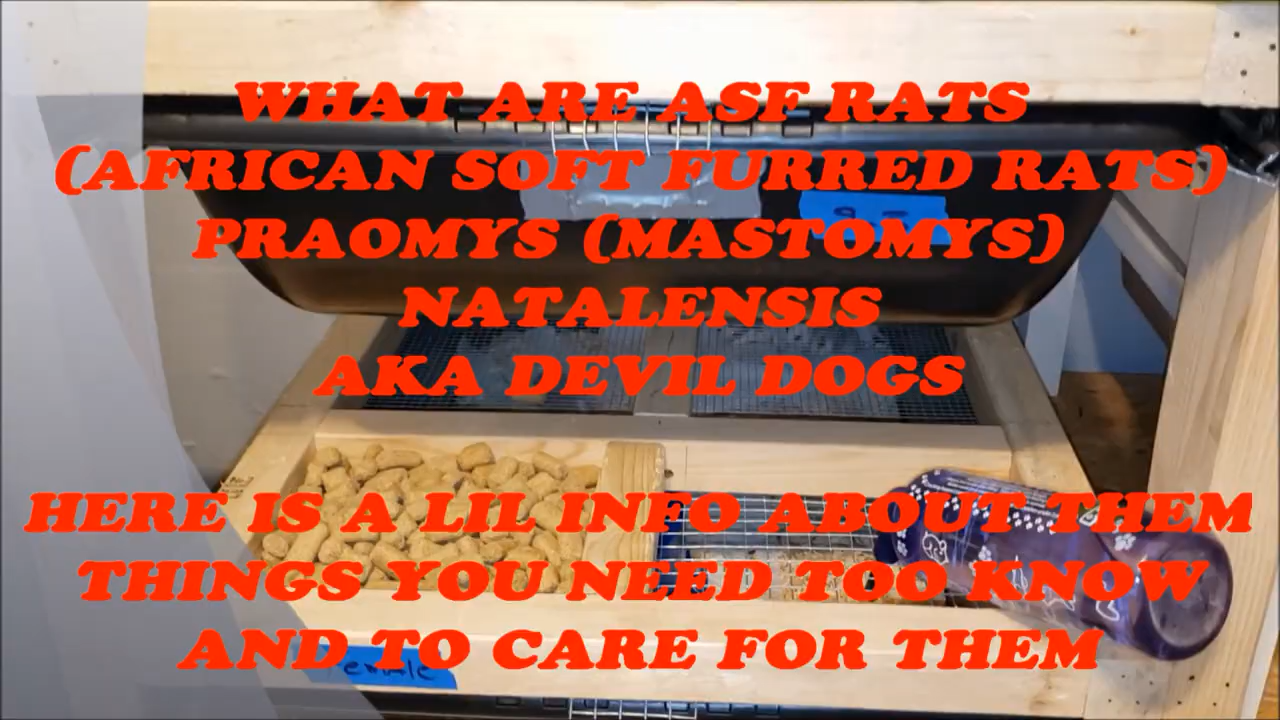 WHAT ARE ASF RATS
(AFRICAN SOFT FURRED RATS)
PRAOMYS (MASTOMYS)
NATALENSIS
AKA DEVIL DOGS
HERE IS A LIL INFO ABOUT THEM
THINGS YOU NEED TOO KNOW
AND TO CARE FOR THEM
Female